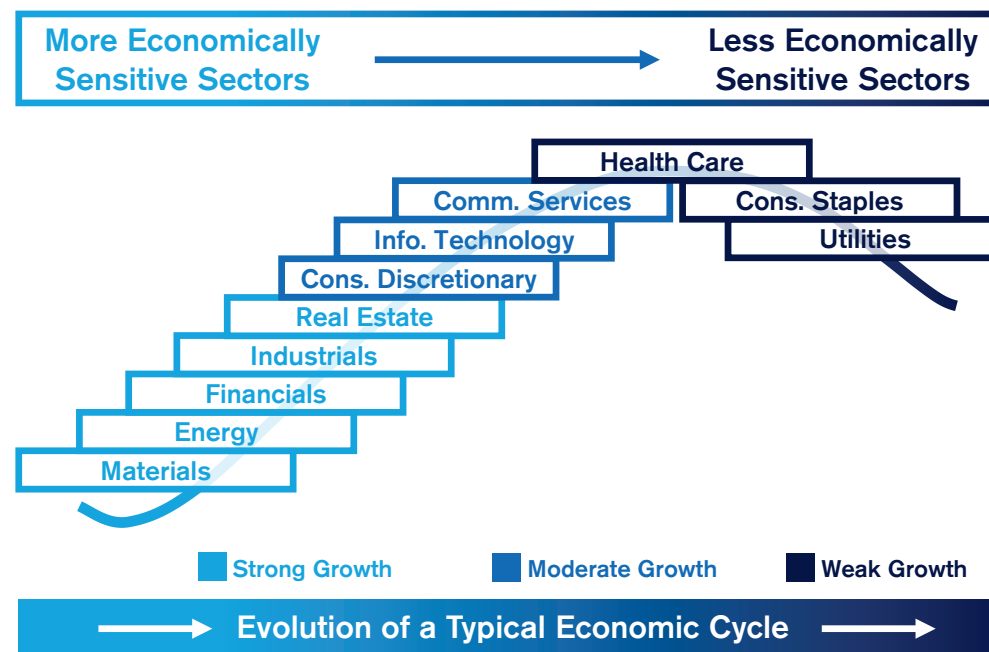 More Economically
Sensitive Sectors
Less Economically
Sensitive Sectors
Health Care
Comm. Services
Cons. Staples
Info. Technology
Utilities
Cons. Discretionary
Real Estate
Industrials
Financials
Energy
Materials
Strong Growth
Moderate Growth
Weak Growth
Evolution of a Typical Economic Cycle